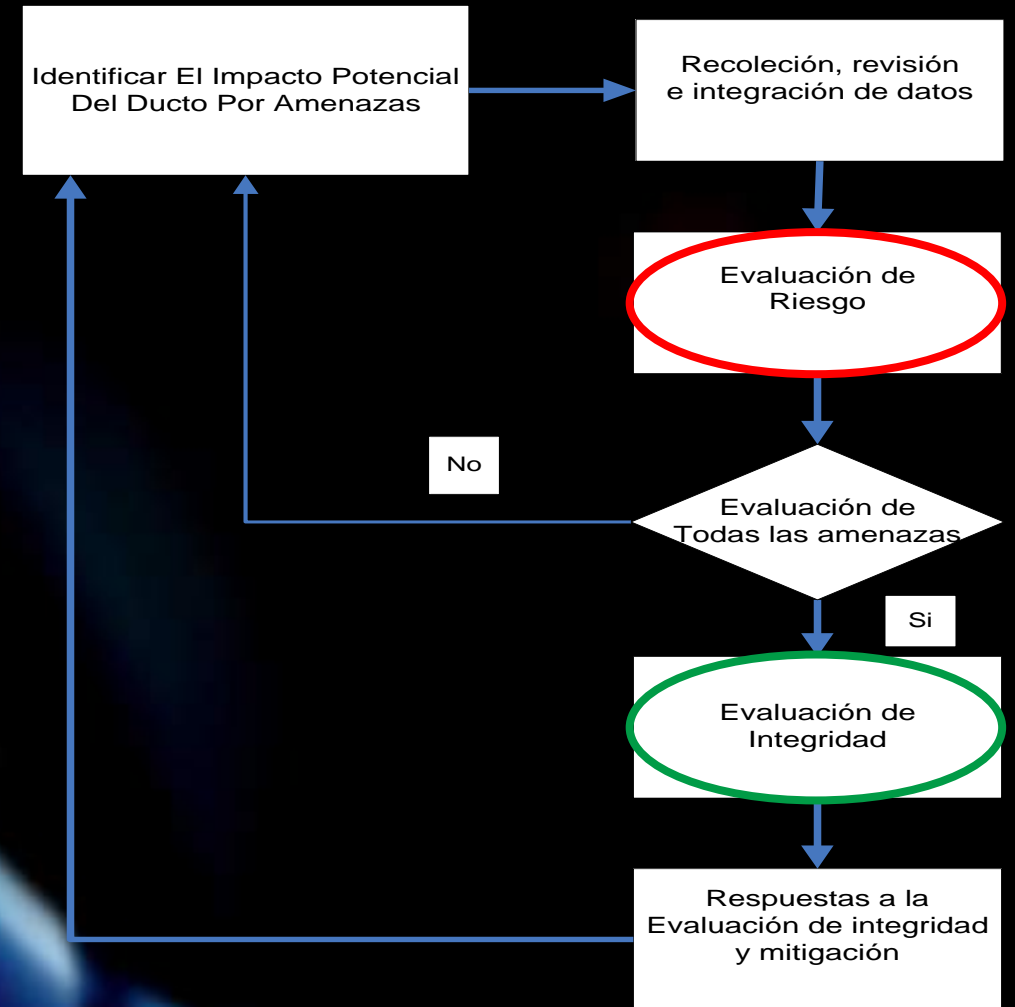 Identificar El Impacto Potencial
Del Ducto Por Amenazas
Recoleción, revisión
e integración de datos
Evaluación de
Riesgo
No
Evaluación de
Todas las amenazas
Si
Evaluación de
Integridad
Respuestas a la
Evaluación de integridad
y mitigación